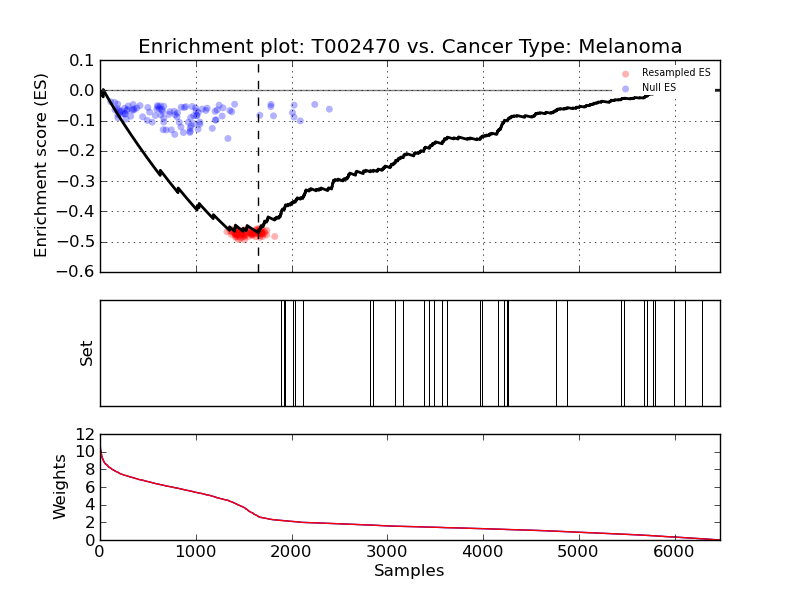 Enrichment plot: T002470 vs. Cancer Type: Melanoma
Enrichment score (ES)
0.1
0.0
−0.1
−0.2
−0.3
−0.4
−0.5
−0.6
Resampled ES
Null ES
Set
Weights
12
10
8
6
4
2
0
0 1000 2000 3000 4000 5000 6000
Samples